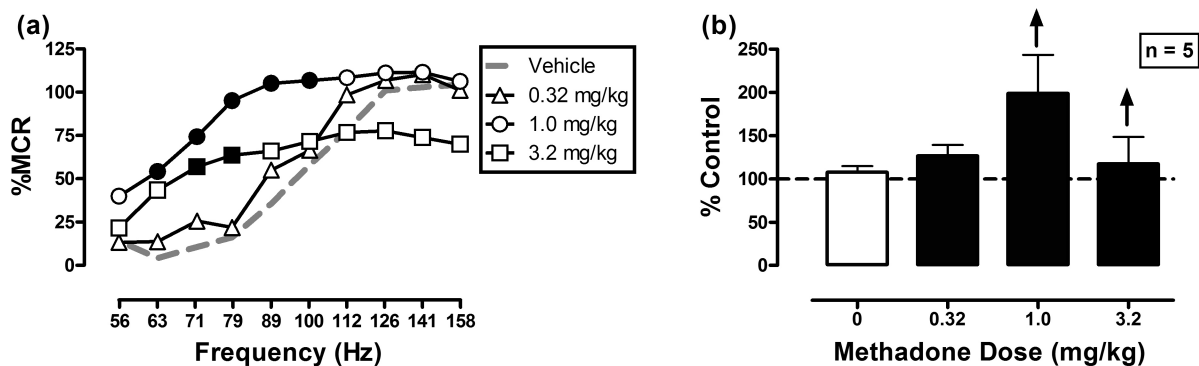 (a)
125
100
75
50
25
0
%MCR
56 63 71 79 89 100 112 126 141 158
Frequency (Hz)
Vehicle
0.32 mg/kg
1.0 mg/kg
3.2 mg/kg
(b)
n = 5
250
200
150
100
50
0
% Control
0 0.32 1.0 3.2
Methadone Dose (mg/kg)